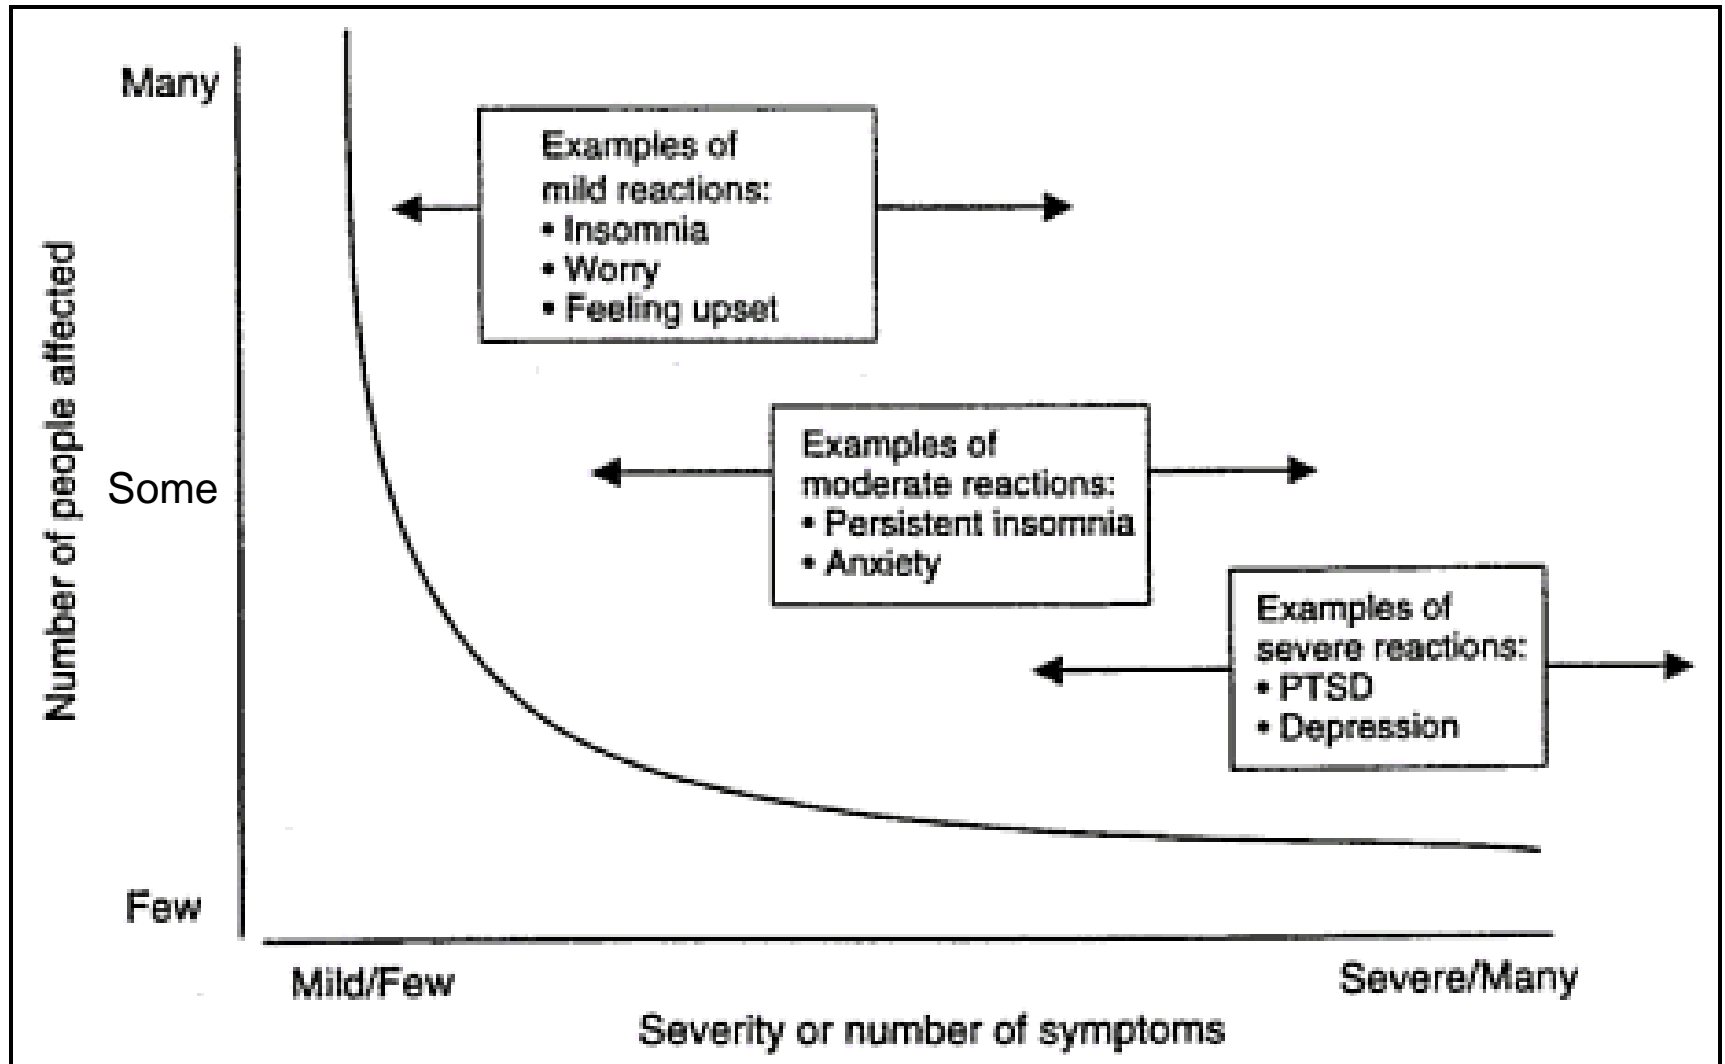 Many
Examples of
mild reactions:
• Insomnia
• Worry
• Feeling upset
Number of people affected
Some
Examples of
moderate reactions:
• Persistent insomnia
• Anxiety
Examples of
severe reactions:
• PTSD
• Depression
Few
Mild/Few
Severe/Many
Severity or number of symptoms